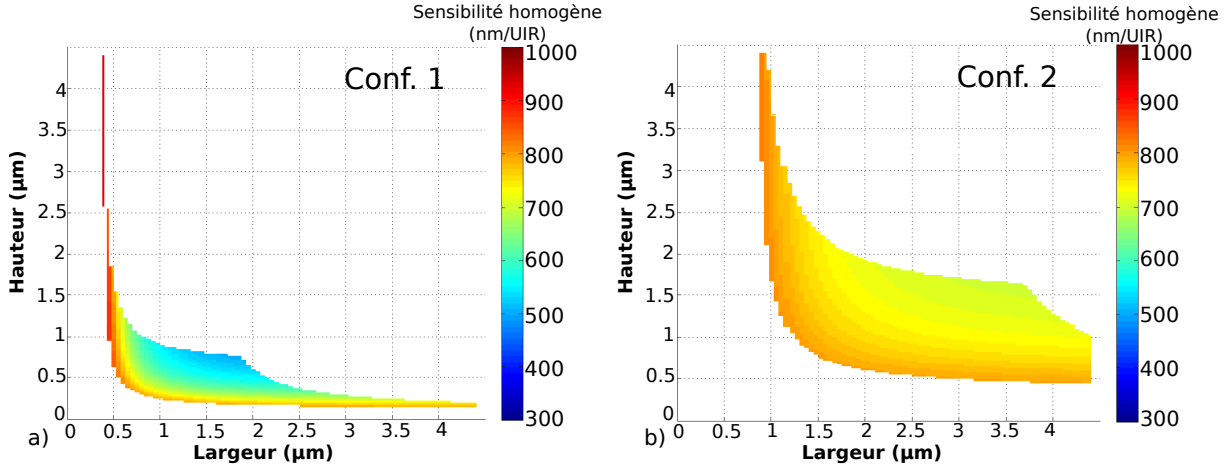 Sensibilité homogène
(nm/UIR)
Conf. 1
1000
900
800
700
600
500
400
300
Hauteur (µm)
4
3.5
3
2.5
2
1.5
1
0.5
0
0 0.5 1 1.5 2 2.5 3 3.5 4
a)
Largeur (µm)
Sensibilité homogène
(nm/UIR)
Conf. 2
1000
900
800
700
600
500
400
300
Hauteur (µm)
4
3.5
3
2.5
2
1.5
1
0.5
0
0 0.5 1 1.5 2 2.5 3 3.5 4
b)
Largeur (µm)